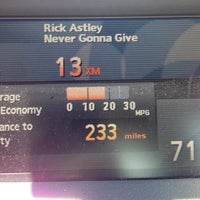 Rick Astley
Never Gonna Give
13 XM
rage
Economy
0 10 20 30 MPG
ance to
ty
233 miles
71